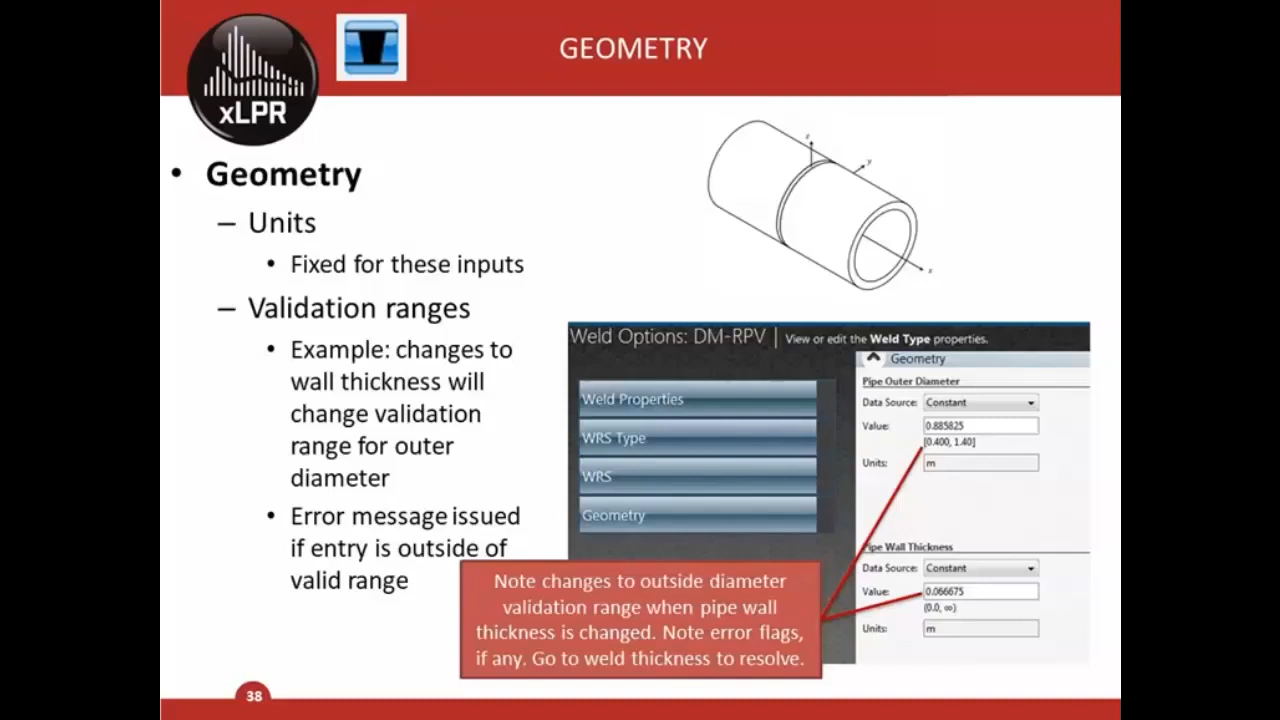 GEOMETRY
xLPR
• Geometry
– Units
• Fixed for these inputs
– Validation ranges
• Example: changes to
wall thickness will
change validation
range for outer
diameter
• Error message issued
if entry is outside of
valid range
z
y
x
Weld Options: DM-RPV | View or edit the Weld Type properties.
Weld Properties
WRS Type
WRS
Geometry
Geometry
Pipe Outer Diameter
Data Source: Constant
Value: 0.885825
[0.400, 1.40]
Units: m
Pipe Wall Thickness
Data Source: Constant
Value: 0.066675
(0.0, ∞)
Units: m
Note changes to outside diameter
validation range when pipe wall
thickness is changed. Note error flags,
if any. Go to weld thickness to resolve.
38